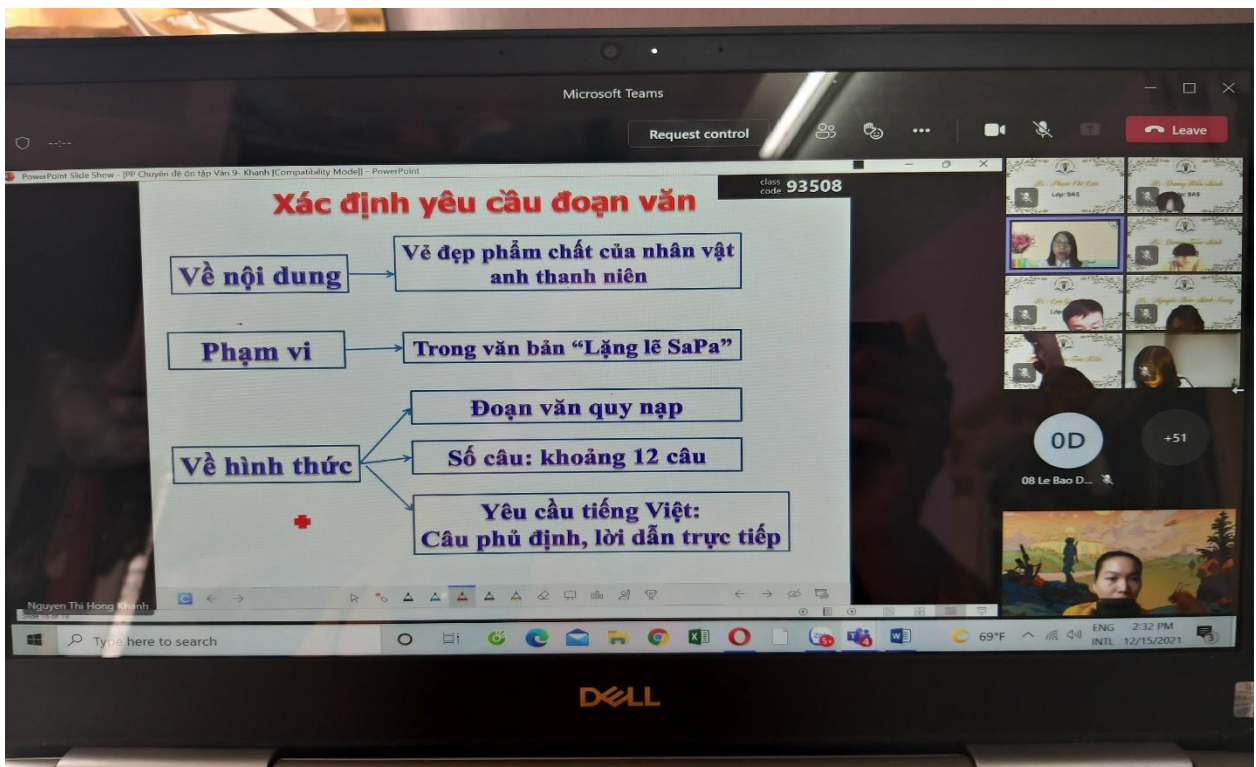 Microsoft Teams
--:--
Request control
Leave
PowerPoint Slide Show - [PP Chuyên đề ôn tập Văn 9- Khanh [Compatibility Mode]] - PowerPoint
class code 93508
Xác định yêu cầu đoạn văn
Về nội dung
Vẻ đẹp phẩm chất của nhân vật
anh thanh niên
Phạm vi
Trong văn bản “Lặng lẽ SaPa”
Về hình thức
Đoạn văn quy nạp
Số câu: khoảng 12 câu
Yêu cầu tiếng Việt:
Câu phủ định, lời dẫn trực tiếp
Lớp: 9A5
0D
+51
08 Le Bao D...
Nguyen Thi Hong Khanh
Type here to search
69°F
ENG
INTL
2:32 PM
12/15/2021
DELL